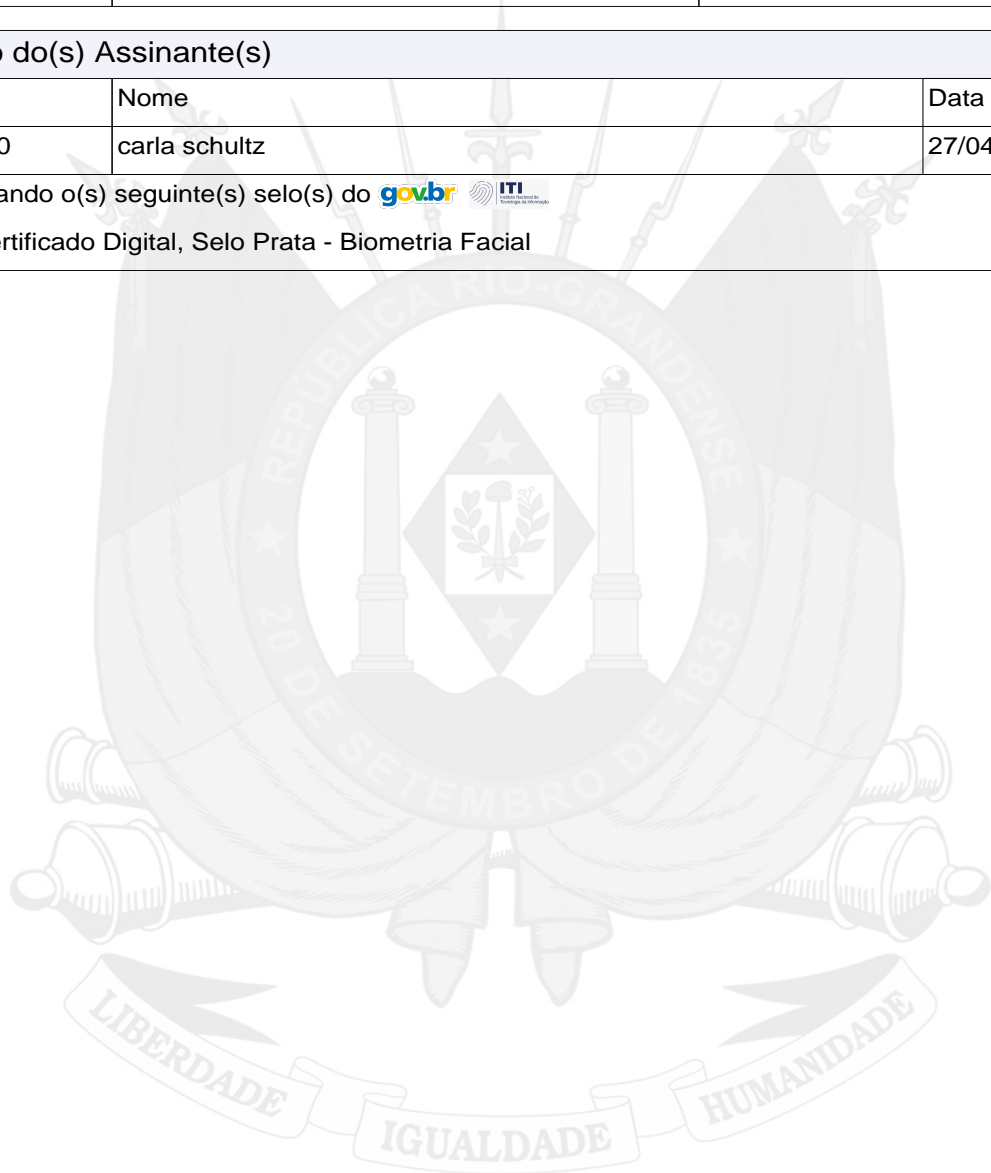 o do(s) Assinante(s)
Nome Data
0 carla schultz 27/04
ando o(s) seguinte(s) selo(s) do gov.br ITI
ertificado Digital, Selo Prata - Biometria Facial
REPÚBLICA RIO-GRANDENSE
20 DE SETEMBRO DE 1835
LIBERDADE IGUALDADE HUMANIDADE